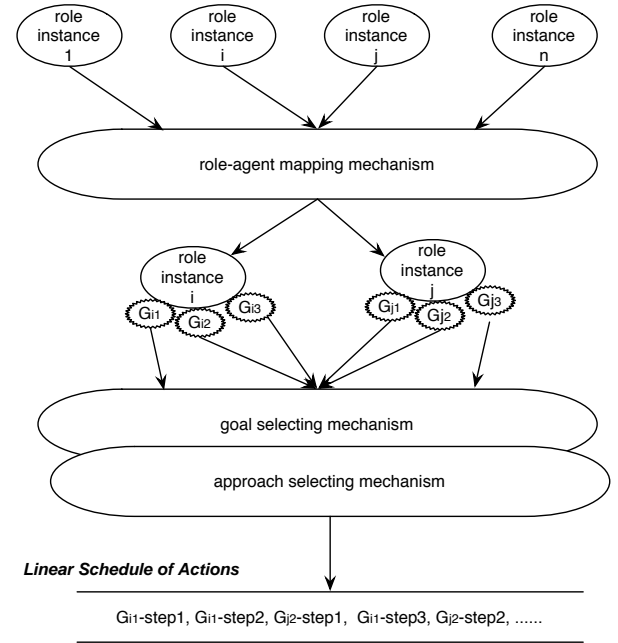 role
instance
1
role
instance
i
role
instance
j
role
instance
n
role-agent mapping mechanism
role
instance
i
role
instance
j
Gi1
Gi2
Gi3
Gj1
Gj2
Gj3
goal selecting mechanism
approach selecting mechanism
Linear Schedule of Actions
Gi1-step1, Gi1-step2, Gj2-step1, Gi1-step3, Gj2-step2, ......